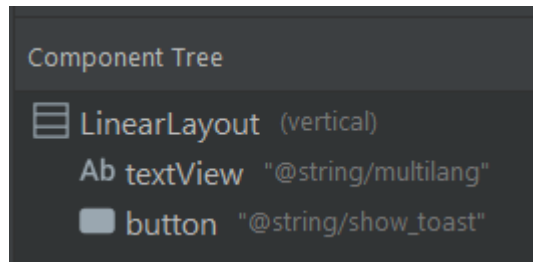 Component Tree
LinearLayout (vertical)
Ab textView "@string/multilang"
button "@string/show_toast"